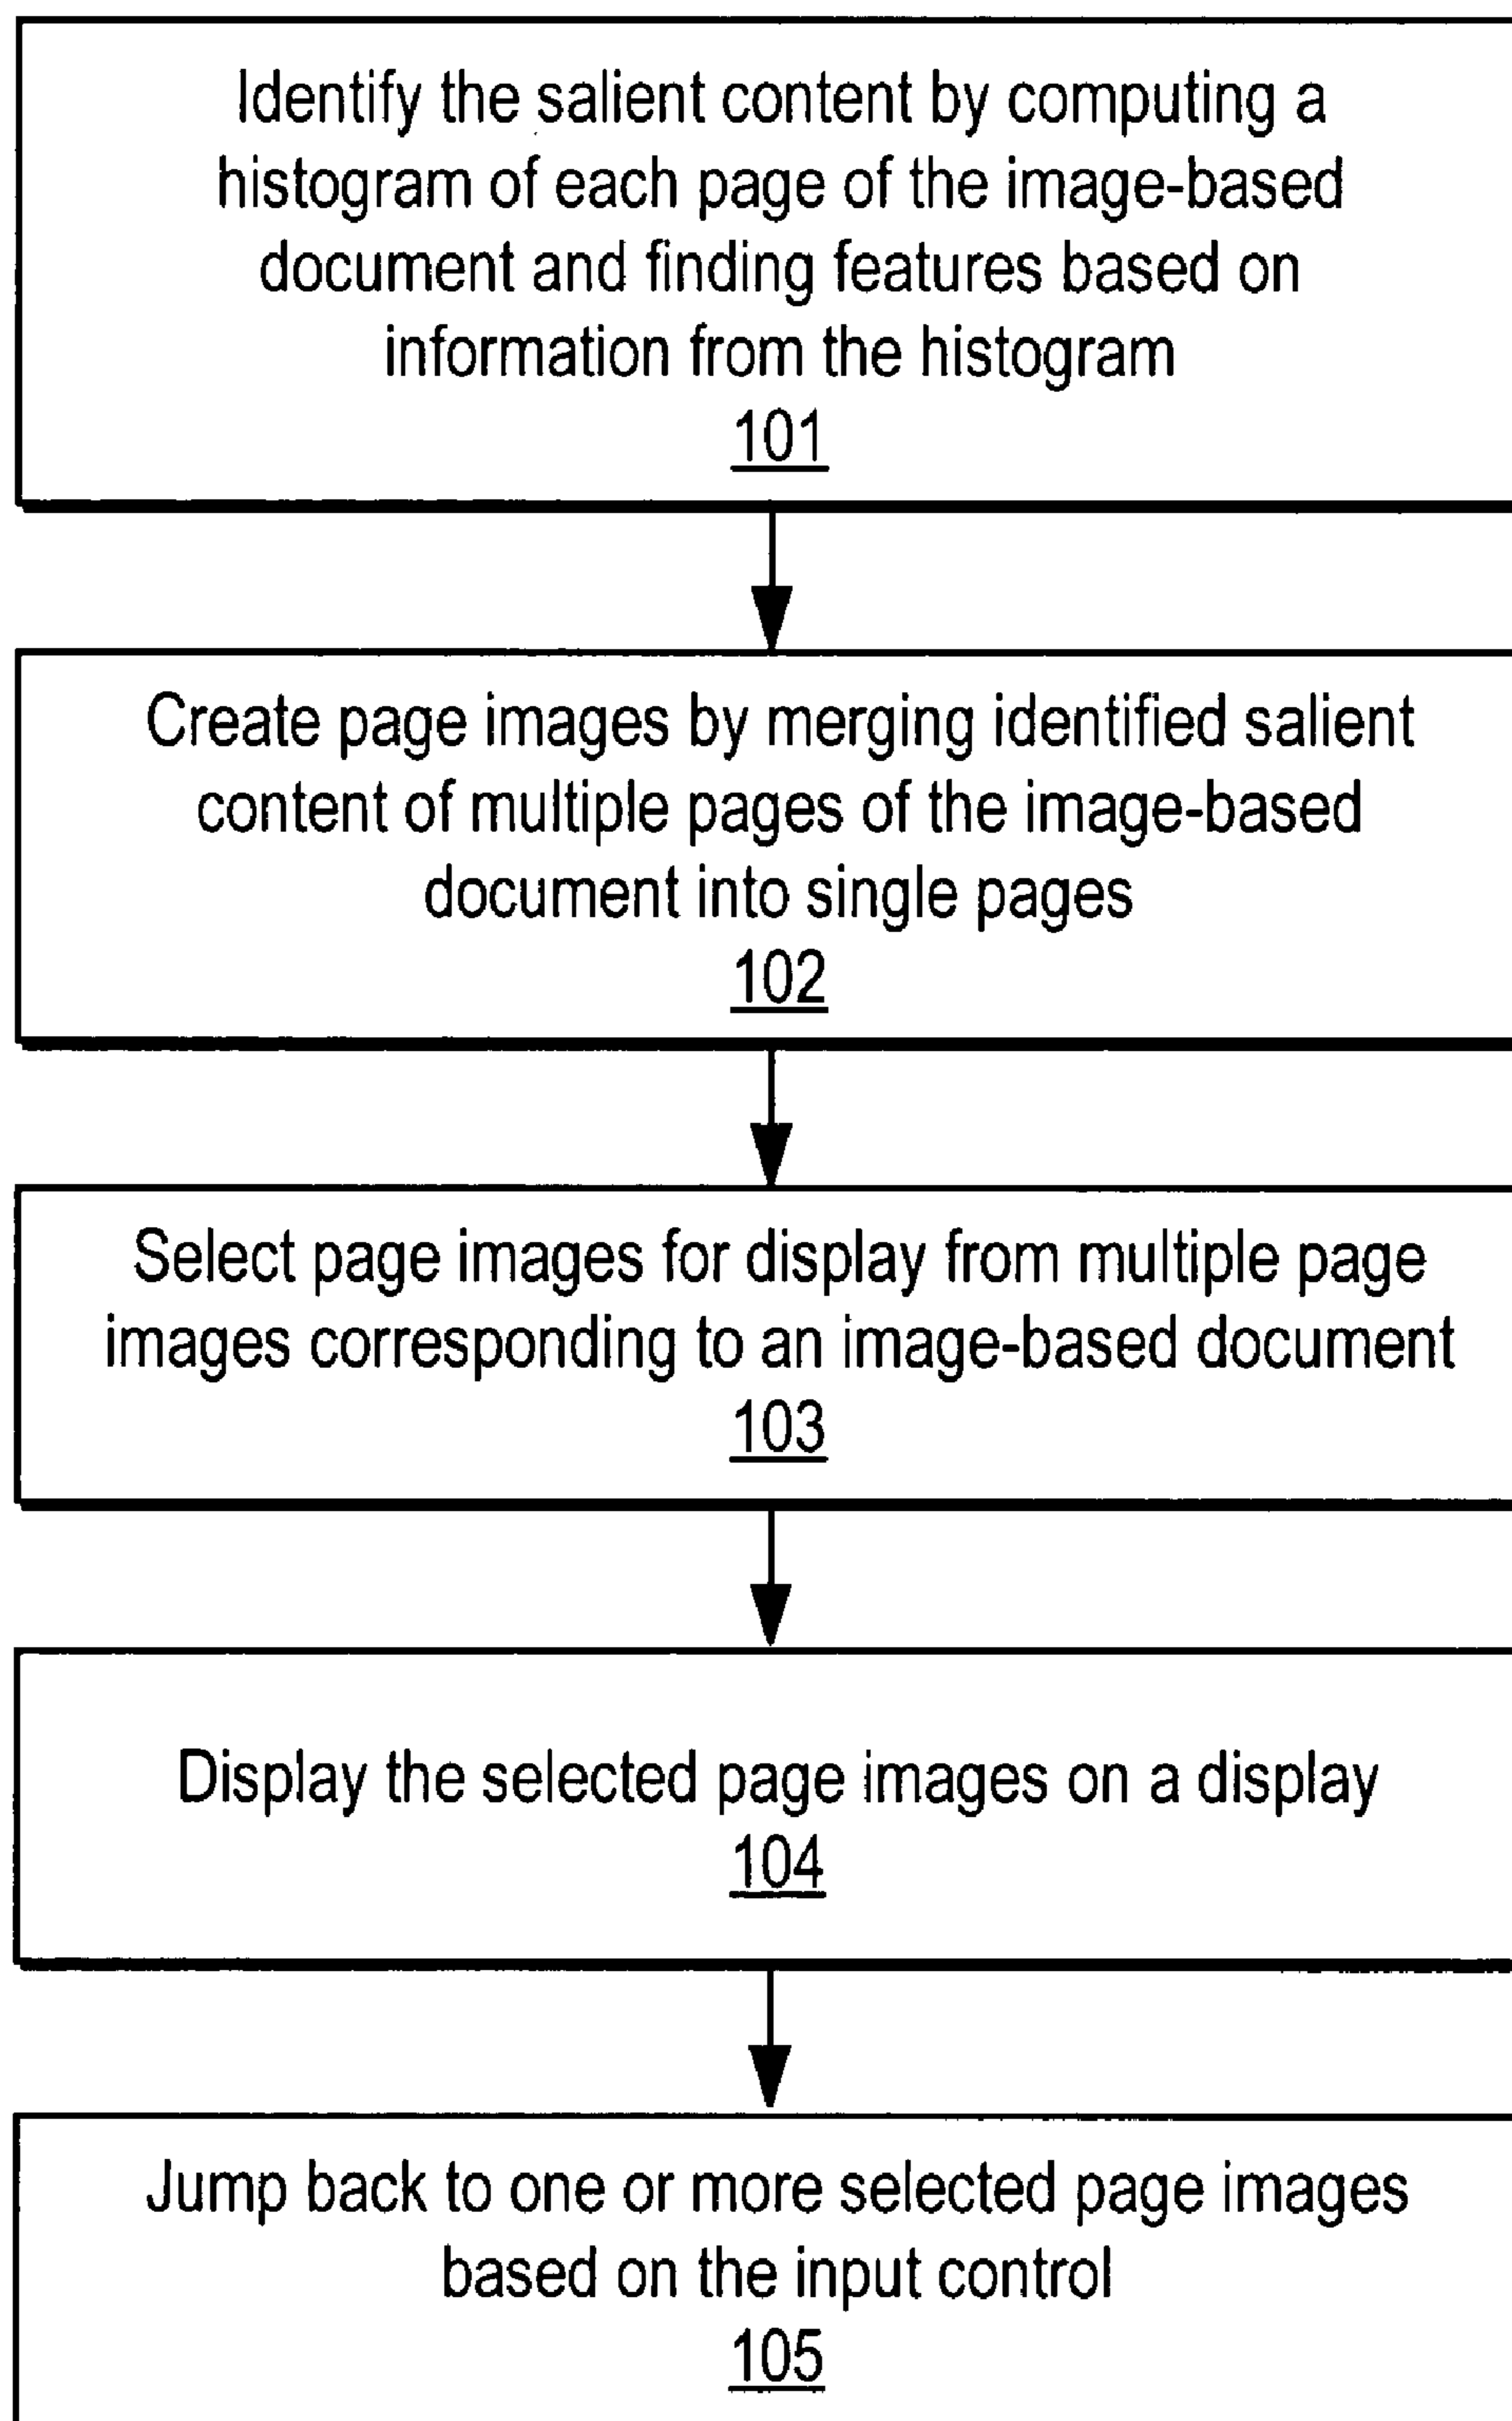 Identify the salient content by computing a
histogram of each page of the image-based
document and finding features based on
information from the histogram
101
Create page images by merging identified salient
content of multiple pages of the image-based
document into single pages
102
Select page images for display from multiple page
images corresponding to an image-based document
103
Display the selected page images on a display
104
Jump back to one or more selected page images
based on the input control
105